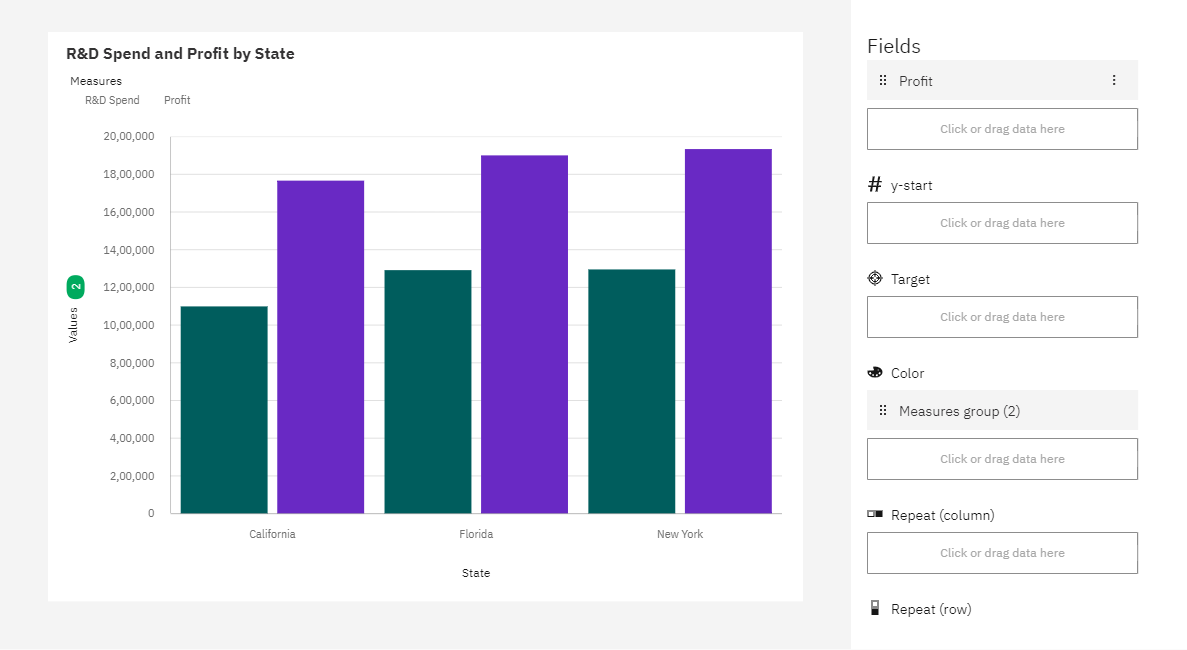 R&D Spend and Profit by State
Measures
R&D Spend Profit
20,00,000
18,00,000
16,00,000
14,00,000
12,00,000
10,00,000
8,00,000
6,00,000
4,00,000
2,00,000
0
Values 2
California Florida New York
State
Fields
Profit
Click or drag data here
# y-start
Click or drag data here
Target
Click or drag data here
Color
Measures group (2)
Click or drag data here
Repeat (column)
Click or drag data here
Repeat (row)